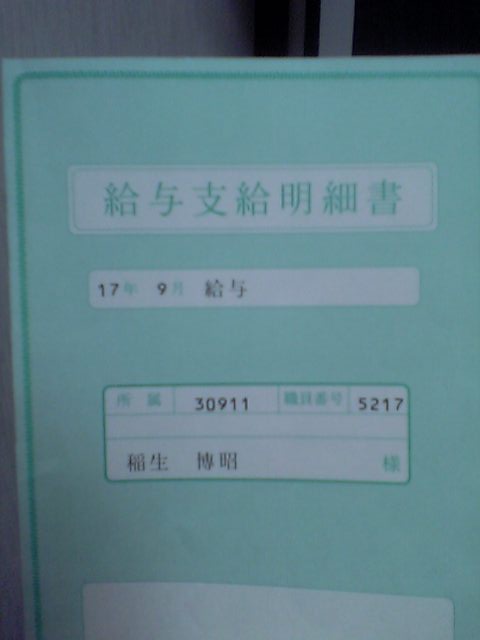 給与支給明細書
17年 9月 給与
所属 30911 職員番号 5217
稲生 博昭 様